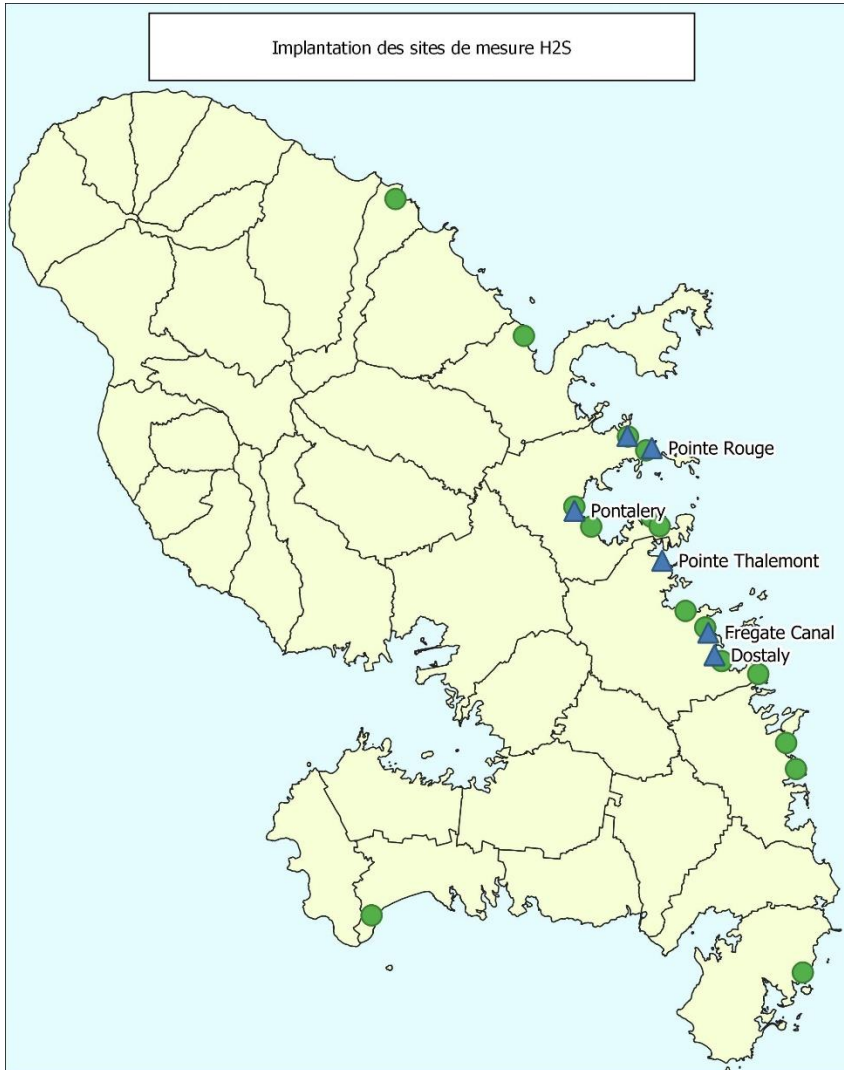 Implantation des sites de mesure H2S
Pointe Rouge
Pontalery
Pointe Thalemont
Fregate Canal
Dostaly